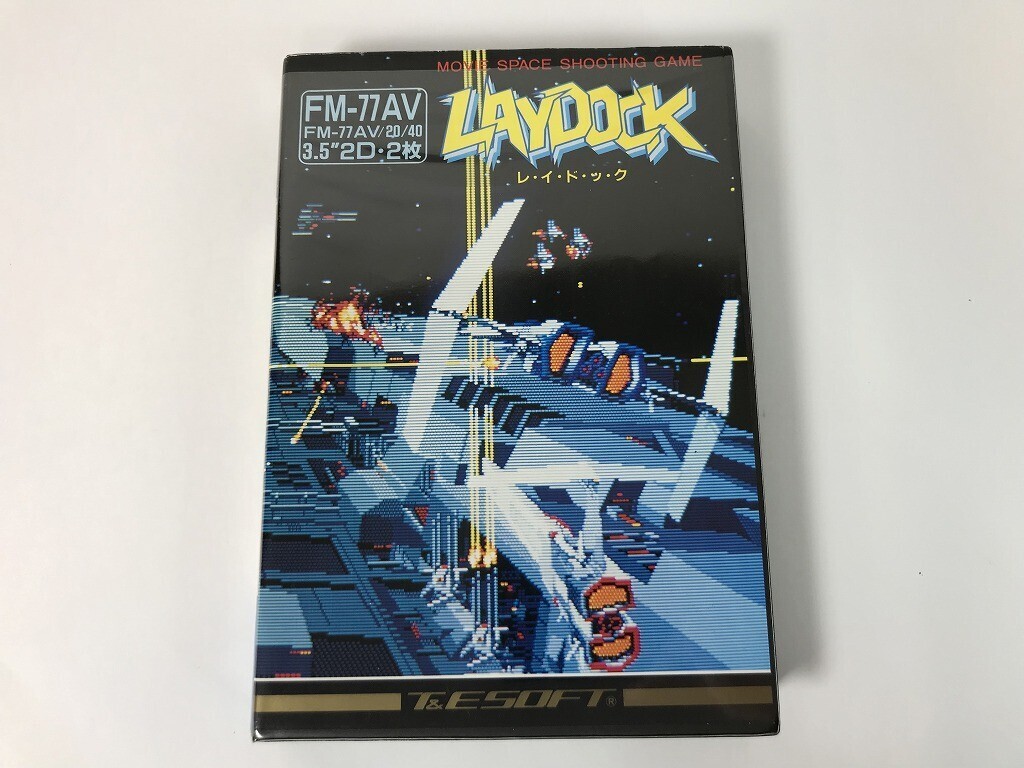 MOVIE SPACE SHOOTING GAME
LAYDOCK
レ・イ・ド・ッ・ク
FM-77AV
FM-77AV/20/40
3.5"2D・2枚
T&ESOFT®